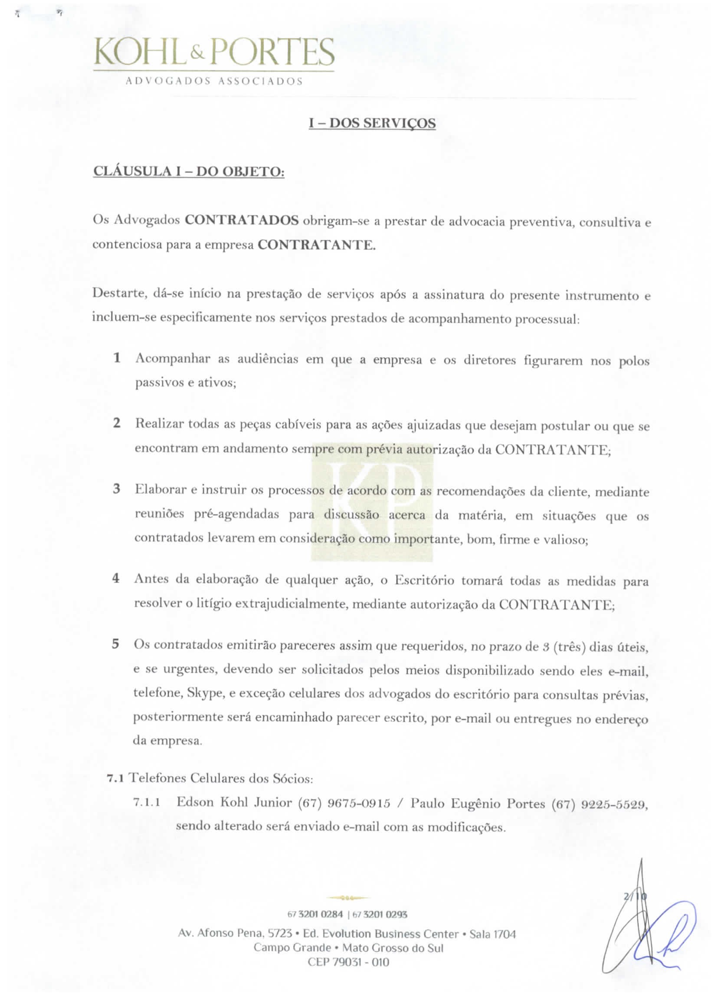 KOHL & PORTES
ADVOGADOS ASSOCIADOS
I – DOS SERVIÇOS
CLÁUSULA I – DO OBJETO:
Os Advogados CONTRATADOS obrigam-se a prestar de advocacia preventiva, consultiva e
contenciosa para a empresa CONTRATANTE.
Destarte, dá-se início na prestação de serviços após a assinatura do presente instrumento e
incluem-se especificamente nos serviços prestados de acompanhamento processual:
1 Acompanhar as audiências em que a empresa e os diretores figurarem nos polos
passivos e ativos;
2 Realizar todas as peças cabíveis para as ações ajuizadas que desejam postular ou que se
encontram em andamento sempre com prévia autorização da CONTRATANTE;
KP
3 Elaborar e instruir os processos de acordo com as recomendações da cliente, mediante
reuniões pré-agendadas para discussão acerca da matéria, em situações que os
contratados levarem em consideração como importante, bom, firme e valioso;
4 Antes da elaboração de qualquer ação, o Escritório tomará todas as medidas para
resolver o litígio extrajudicialmente, mediante autorização da CONTRATANTE;
5 Os contratados emitirão pareceres assim que requeridos, no prazo de 3 (três) dias úteis,
e se urgentes, devendo ser solicitados pelos meios disponibilizado sendo eles e-mail,
telefone, Skype, e exceção celulares dos advogados do escritório para consultas prévias,
posteriormente será encaminhado parecer escrito, por e-mail ou entregues no endereço
da empresa.
7.1 Telefones Celulares dos Sócios:
7.1.1 Edson Kohl Junior (67) 9675-0915 / Paulo Eugênio Portes (67) 9225-5529,
sendo alterado será enviado e-mail com as modificações.
2/10
67 3201 0284 | 67 3201 0293
Av. Afonso Pena, 5723 • Ed. Evolution Business Center • Sala 1704
Campo Grande • Mato Grosso do Sul
CEP 79031 - 010